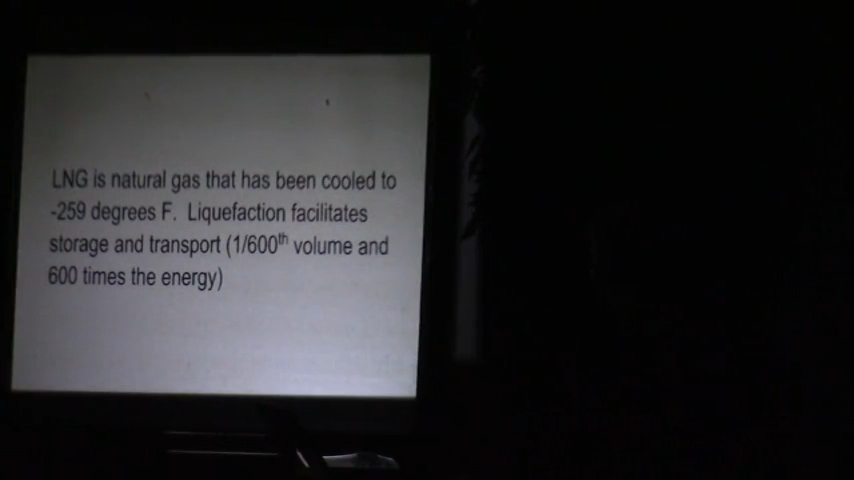 LNG is natural gas that has been cooled to
-259 degrees F. Liquefaction facilitates
storage and transport (1/600th volume and
600 times the energy)